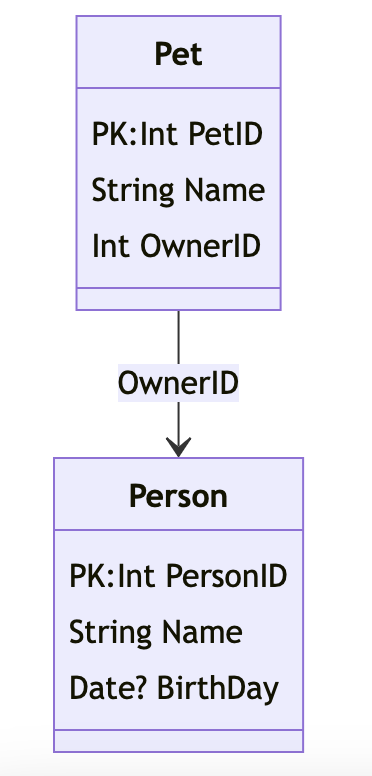 Pet
PK:Int PetID
String Name
Int OwnerID
OwnerID
Person
PK:Int PersonID
String Name
Date? BirthDay